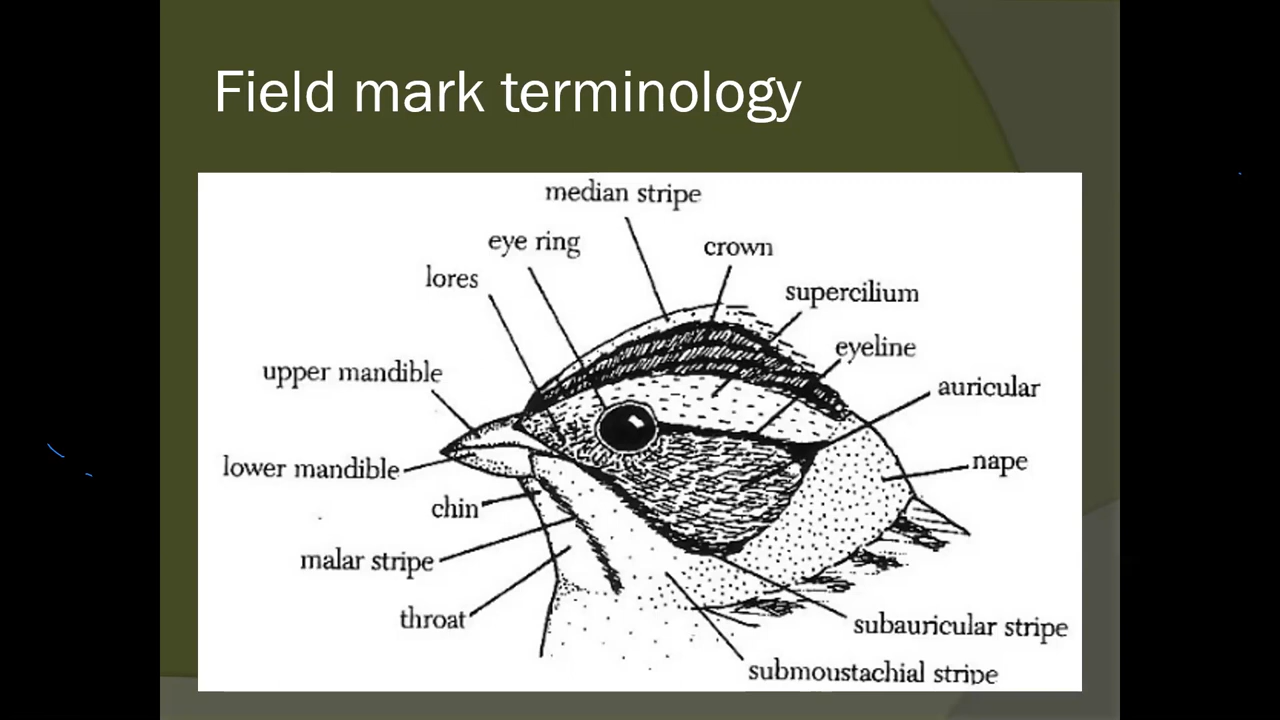 Field mark terminology
median stripe
eye ring
crown
lores
supercilium
eyeline
upper mandible
auricular
lower mandible
nape
chin
malar stripe
throat
subauricular stripe
submoustachial stripe